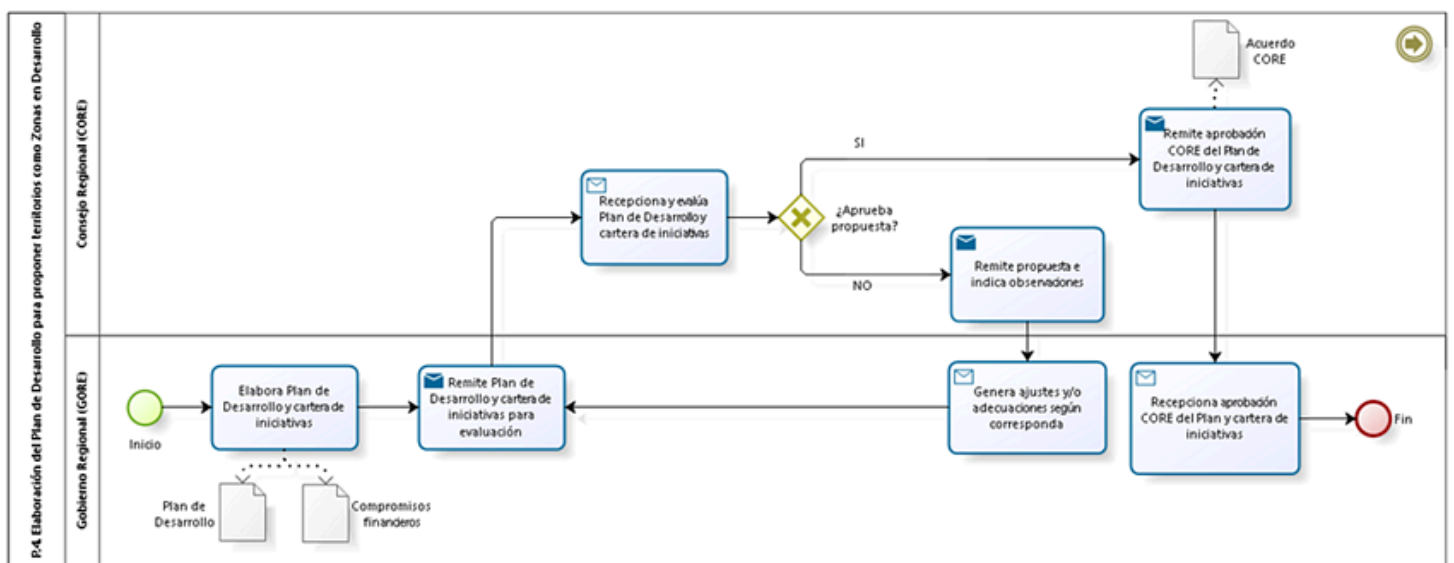 P.4. Elaboración del Plan de Desarrollo para proponer territorios como Zonas en Desarrollo
Consejo Regional (CORE)
Acuerdo
CORE
Remite aprobación
CORE del Plan de
Desarrollo y cartera de
iniciativas
SI
Recepciona y evalúa
Plan de Desarrollo y
cartera de iniciativas
¿Aprueba
propuesta?
NO
Remite propuesta e
indica observaciones
Gobierno Regional (GORE)
Inicio
Elabora Plan de
Desarrollo y cartera de
iniciativas
Remite Plan de
Desarrollo y cartera de
iniciativas para
evaluación
Genera ajustes y/o
adecuaciones según
corresponda
Recepciona aprobación
CORE del Plan y cartera de
iniciativas
Fin
Plan de
Desarrollo
Compromisos
financieros